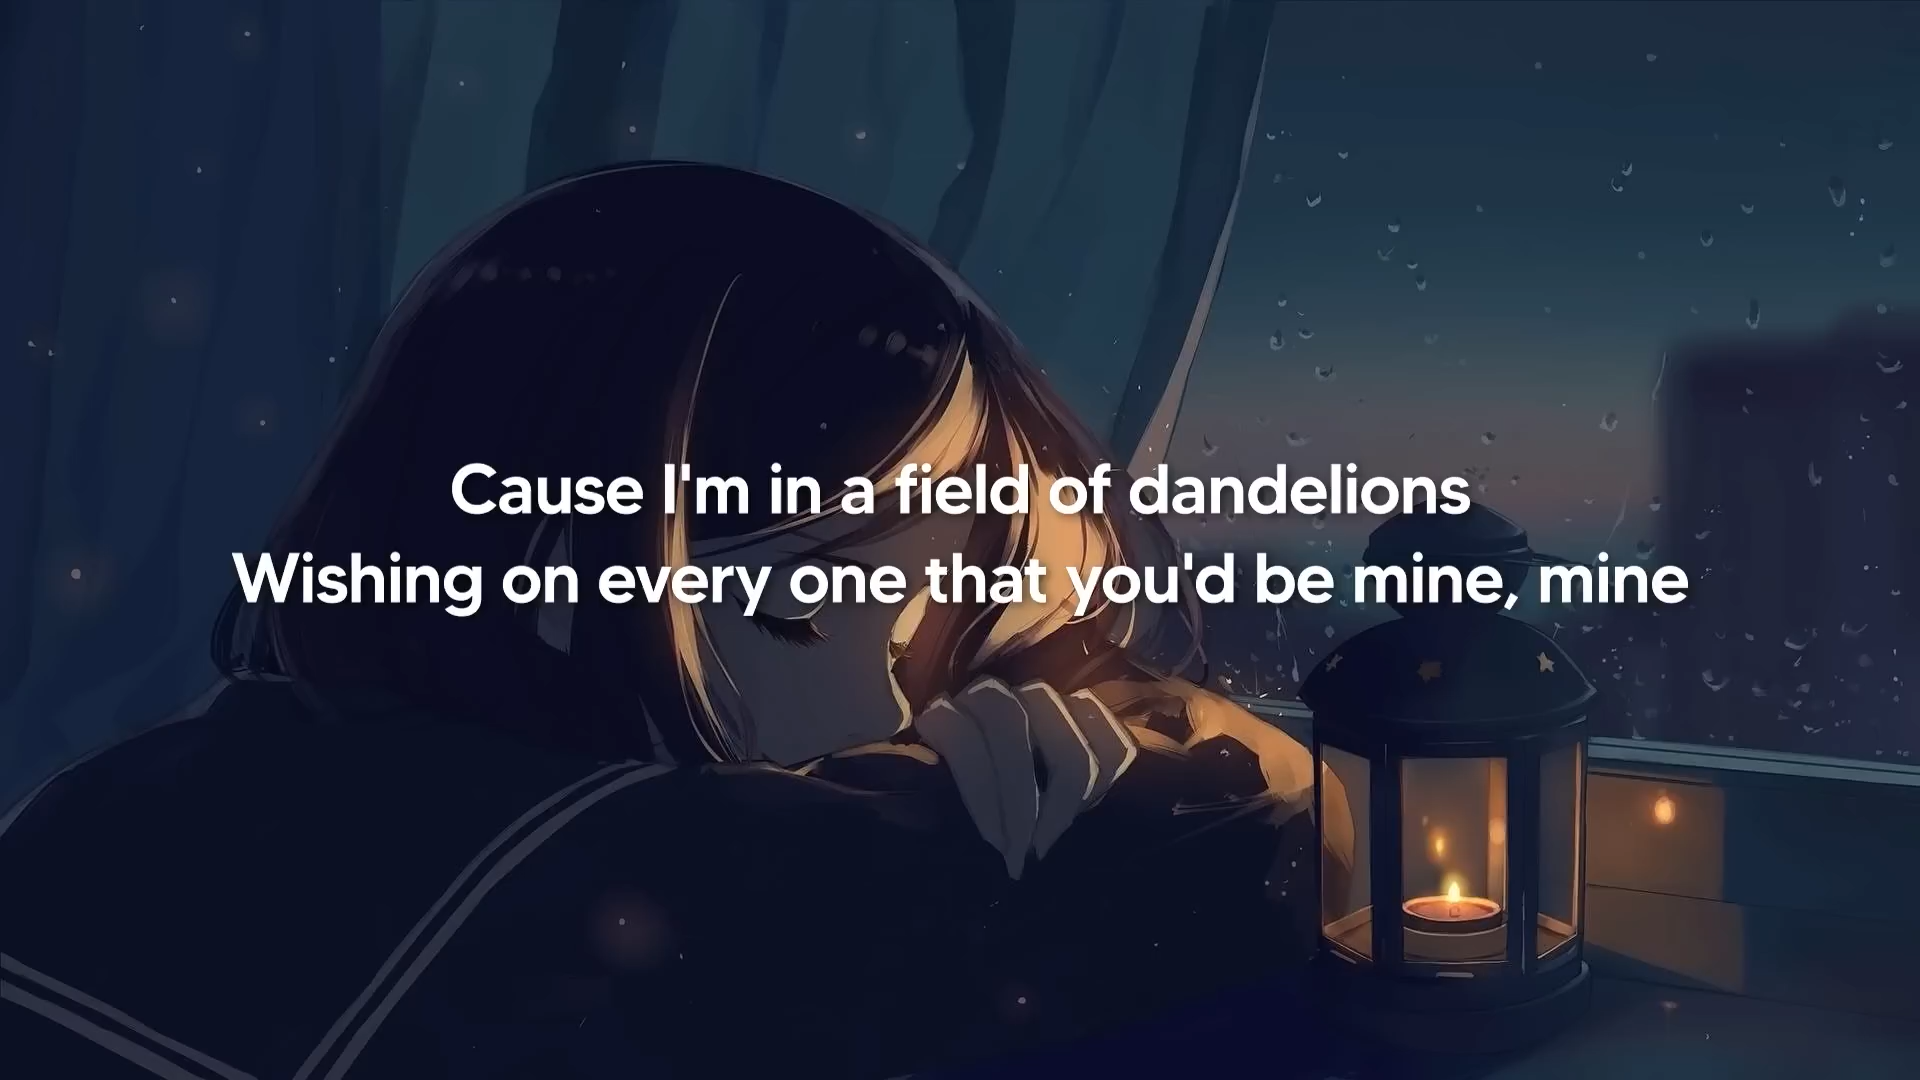 Cause I'm in a field of dandelions
Wishing on every one that you'd be mine, mine